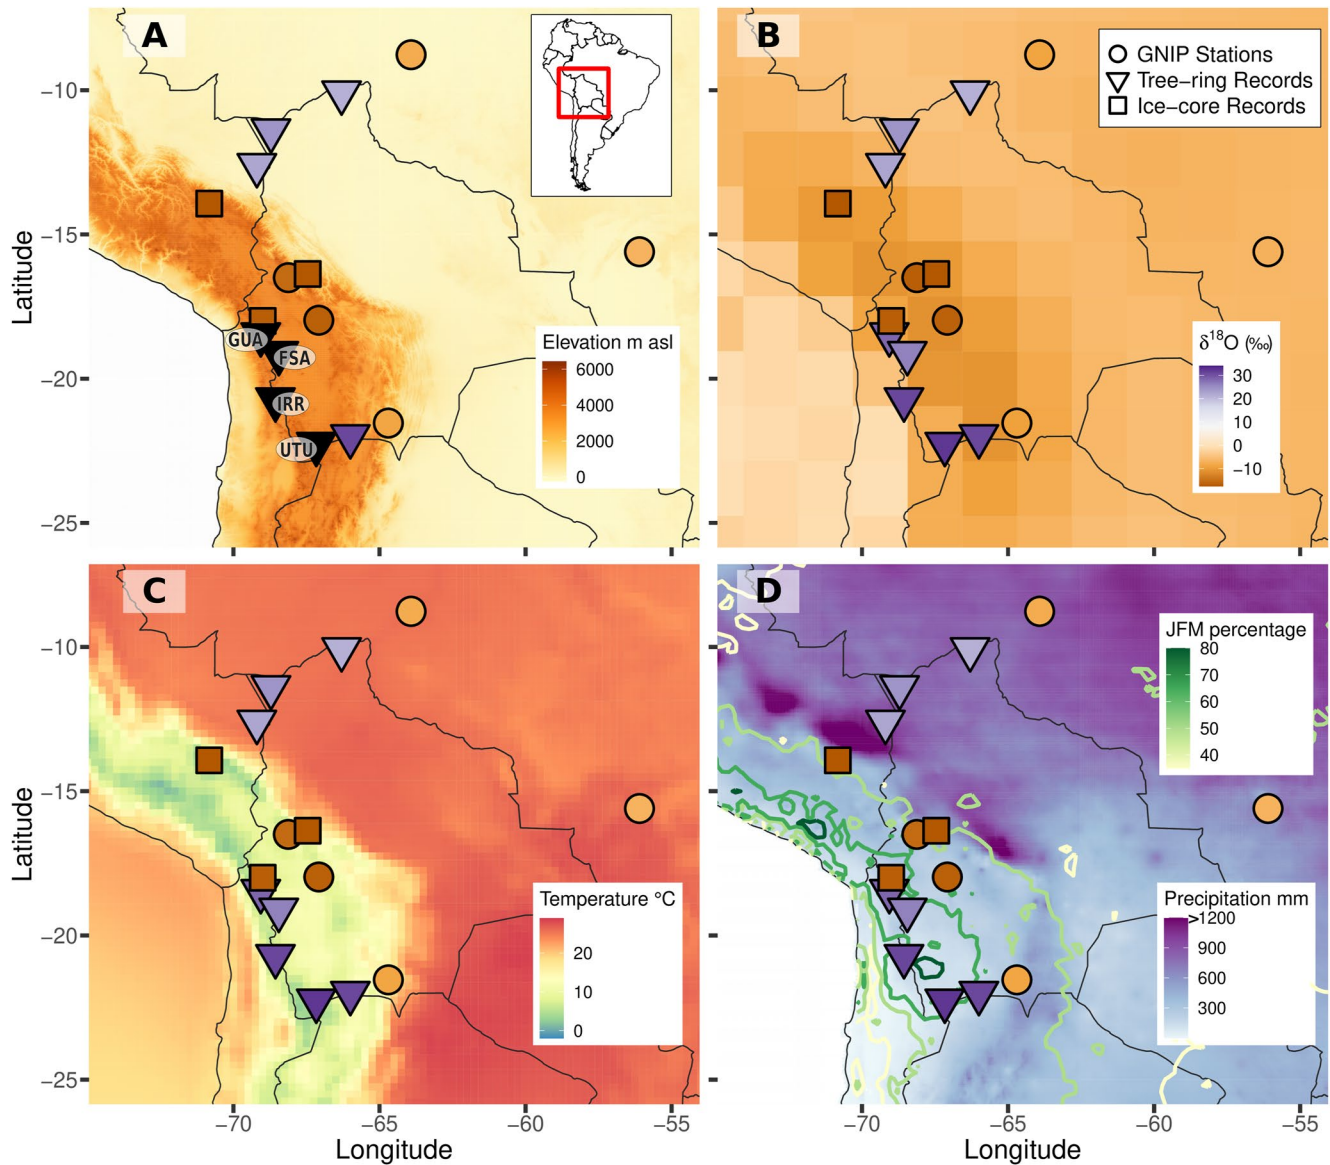 A
B
GNIP Stations
Tree−ring Records
Ice−core Records
Latitude
−10
−15
−20
−25
GUA
FSA
IRR
UTU
Elevation m asl
6000
4000
2000
0
δ18O (‰)
30
20
10
0
−10
C
D
Latitude
−10
−15
−20
−25
Temperature °C
20
10
0
JFM percentage
80
70
60
50
40
Precipitation mm
>1200
900
600
300
−70
−65
−60
−55
−70
−65
−60
−55
Longitude
Longitude